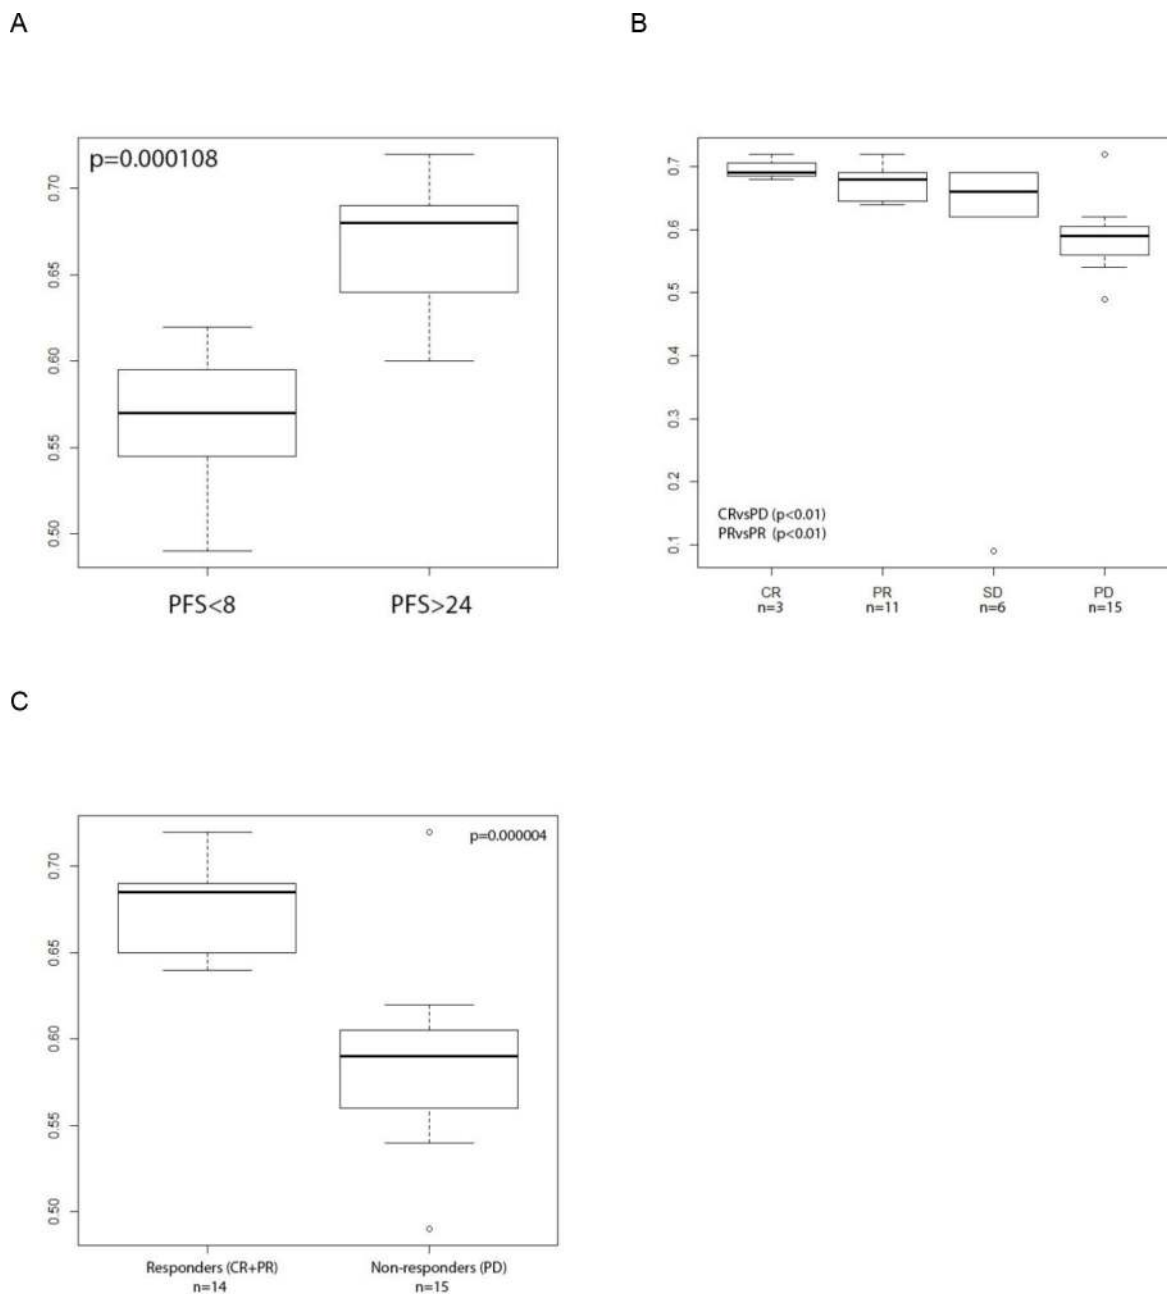 A
p=0.000108
0.70
0.65
0.60
0.55
0.50
PFS<8 PFS>24
B
0.7
0.6
0.5
0.4
0.3
0.2
0.1
CRvsPD (p<0.01)
PRvsPR (p<0.01)
CR PR SD PD
n=3 n=11 n=6 n=15
C
p=0.000004
0.70
0.65
0.60
0.55
0.50
Responders (CR+PR) Non-responders (PD)
n=14 n=15